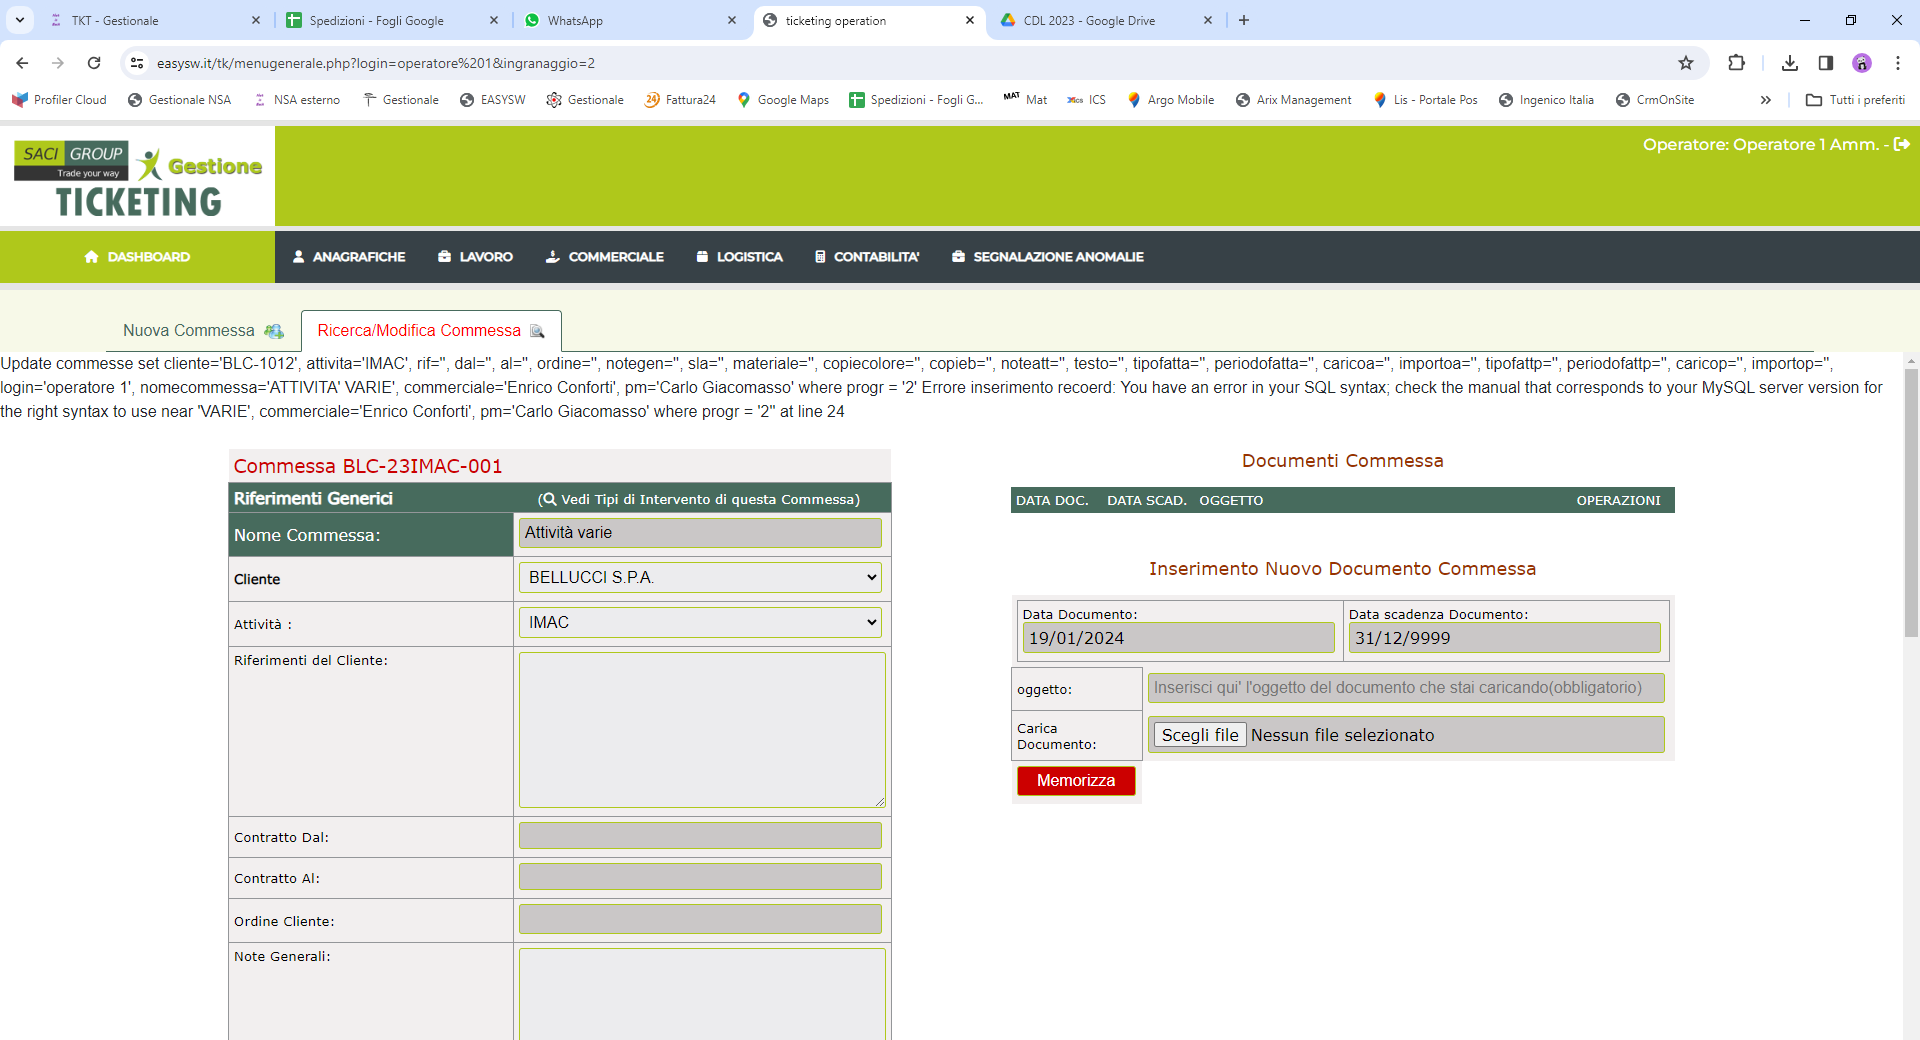 TKT - Gestionale
Spedizioni - Fogli Google
WhatsApp
ticketing operation
CDL 2023 - Google Drive
easysw.it/tk/menugenerale.php?login=operatore%201&ingranaggio=2
Profiler Cloud
Gestionale NSA
NSA esterno
Gestionale
EASYSW
Gestionale
24 Fattura24
Google Maps
Spedizioni - Fogli G...
MAT Mat
ICS
Argo Mobile
Arix Management
Lis - Portale Pos
Ingenico Italia
CrmOnSite
Tutti i preferiti
SACI GROUP
Trade your way
Gestione
TICKETING
Operatore: Operatore 1 Amm. -
DASHBOARD
ANAGRAFICHE
LAVORO
COMMERCIALE
LOGISTICA
CONTABILITA'
SEGNALAZIONE ANOMALIE
Nuova Commessa
Ricerca/Modifica Commessa
Update commesse set cliente='BLC-1012', attivita='IMAC', rif='', dal='', al='', ordine='', notegen='', sla='', materiale='', copiecolore='', copieb='', noteatt='', testo='', tipofatta='', periodofatta='', caricoa='', importoa='', tipofattp='', periodofattp='', caricop='', importop='',
login='operatore 1', nomecommessa='ATTIVITA' VARIE', commerciale='Enrico Conforti', pm='Carlo Giacomasso' where progr = '2' Errore inserimento recoerd: You have an error in your SQL syntax; check the manual that corresponds to your MySQL server version for
the right syntax to use near 'VARIE', commerciale='Enrico Conforti', pm='Carlo Giacomasso' where progr = '2'' at line 24
Commessa BLC-23IMAC-001
Riferimenti Generici
(Vedi Tipi di Intervento di questa Commessa)
Nome Commessa:
Attività varie
Cliente
BELLUCCI S.P.A.
Attività :
IMAC
Riferimenti del Cliente:
Contratto Dal:
Contratto Al:
Ordine Cliente:
Note Generali:
Documenti Commessa
DATA DOC.
DATA SCAD.
OGGETTO
OPERAZIONI
Inserimento Nuovo Documento Commessa
Data Documento:
Data scadenza Documento:
19/01/2024
31/12/9999
oggetto:
Inserisci qui' l'oggetto del documento che stai caricando(obbligatorio)
Carica
Documento:
Scegli file
Nessun file selezionato
Memorizza